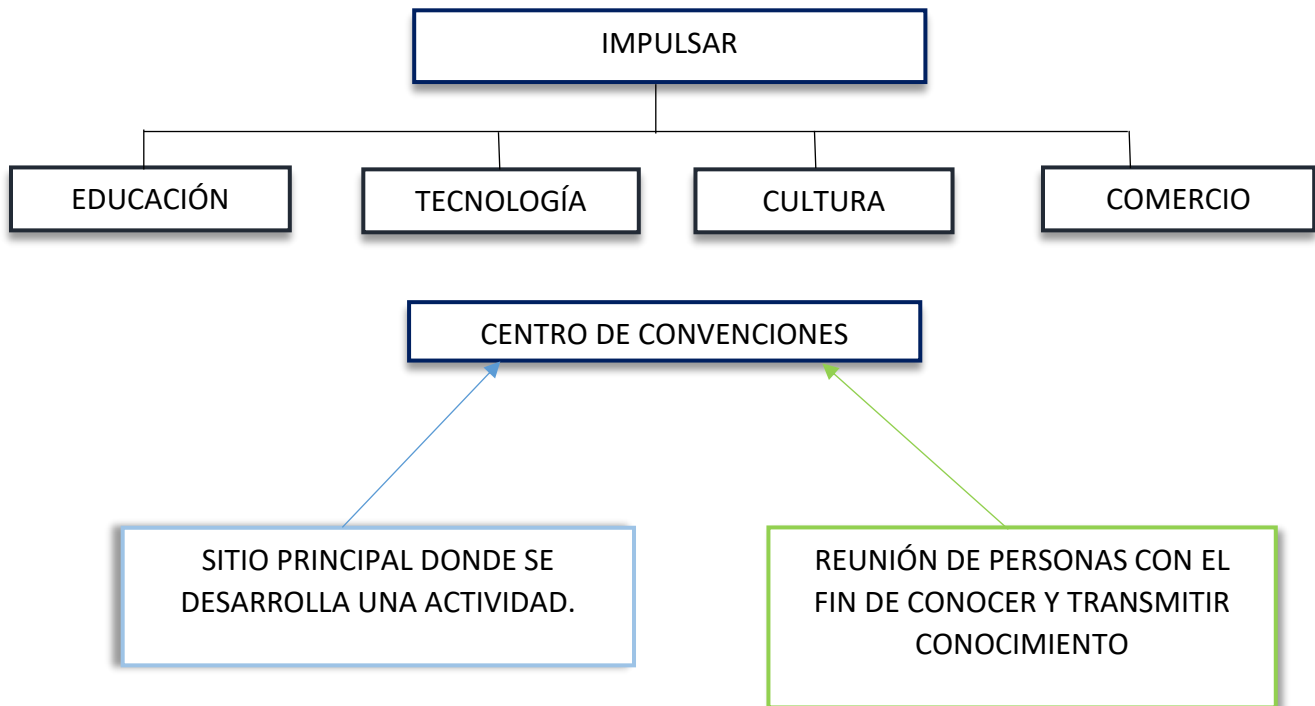 IMPULSAR
EDUCACIÓN
TECNOLOGÍA
CULTURA
COMERCIO
CENTRO DE CONVENCIONES
SITIO PRINCIPAL DONDE SE
DESARROLLA UNA ACTIVIDAD.
REUNIÓN DE PERSONAS CON EL
FIN DE CONOCER Y TRANSMITIR
CONOCIMIENTO